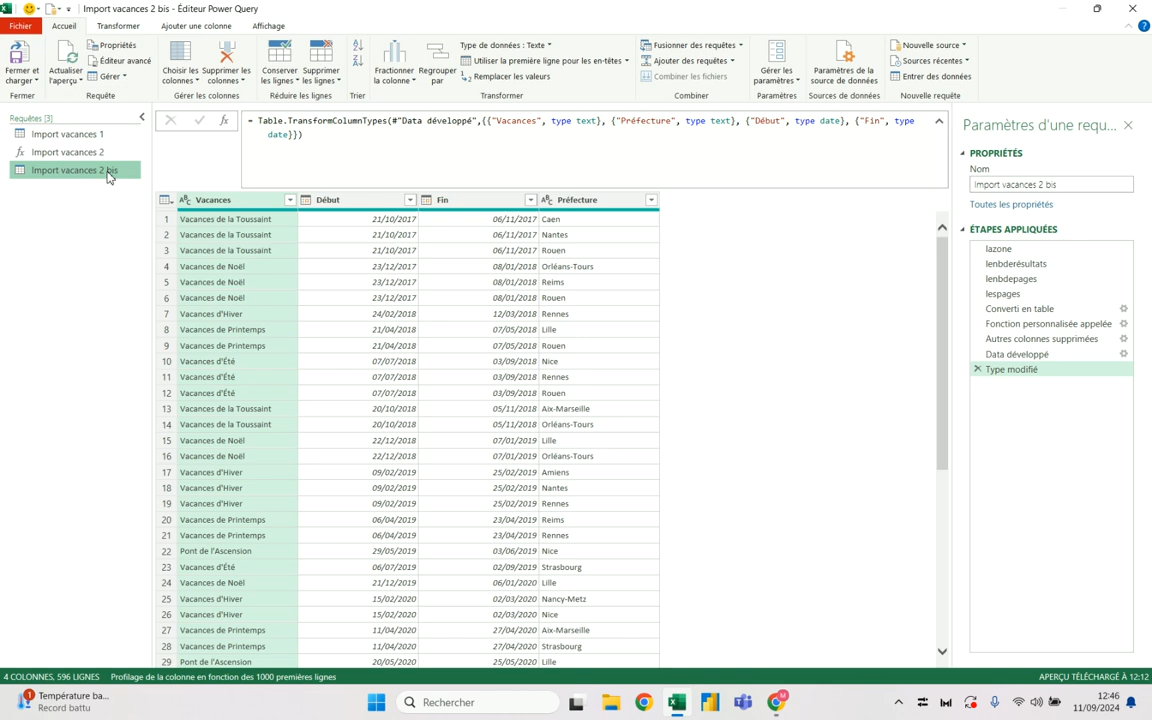 Import vacances 2 bis - Éditeur Power Query
Fichier Accueil Transformer Ajouter une colonne Affichage
Fermer et charger
Actualiser l'aperçu
Propriétés
Éditeur avancé
Gérer
Choisir les colonnes
Supprimer les colonnes
Conserver les lignes
Supprimer les lignes
Fractionner la colonne
Regrouper par
Type de données : Texte
Utiliser la première ligne pour les en-têtes
Remplacer les valeurs
Fusionner des requêtes
Ajouter des requêtes
Combiner les fichiers
Gérer les paramètres
Paramètres de la source de données
Nouvelle source
Sources récentes
Entrer des données
Fermer Requête Gérer les colonnes Réduire les lignes Trier Transformer Combiner Paramètres Sources de données Nouvelle requête
Requêtes [3]
Import vacances 1
Import vacances 2
Import vacances 2 bis
= Table.TransformColumnTypes(#"Data développé",{{"Vacances", type text}, {"Préfecture", type text}, {"Début", type date}, {"Fin", type
date}})
Vacances Début Fin Préfecture
1 Vacances de la Toussaint 21/10/2017 06/11/2017 Caen
2 Vacances de la Toussaint 21/10/2017 06/11/2017 Nantes
3 Vacances de la Toussaint 21/10/2017 06/11/2017 Rouen
4 Vacances de Noël 23/12/2017 08/01/2018 Orléans-Tours
5 Vacances de Noël 23/12/2017 08/01/2018 Reims
6 Vacances de Noël 23/12/2017 08/01/2018 Rouen
7 Vacances d'Hiver 24/02/2018 12/03/2018 Rennes
8 Vacances de Printemps 21/04/2018 07/05/2018 Lille
9 Vacances de Printemps 21/04/2018 07/05/2018 Rouen
10 Vacances d'Été 07/07/2018 03/09/2018 Nice
11 Vacances d'Été 07/07/2018 03/09/2018 Rennes
12 Vacances d'Été 07/07/2018 03/09/2018 Rouen
13 Vacances de la Toussaint 20/10/2018 05/11/2018 Aix-Marseille
14 Vacances de la Toussaint 20/10/2018 05/11/2018 Orléans-Tours
15 Vacances de Noël 22/12/2018 07/01/2019 Lille
16 Vacances de Noël 22/12/2018 07/01/2019 Orléans-Tours
17 Vacances d'Hiver 09/02/2019 25/02/2019 Amiens
18 Vacances d'Hiver 09/02/2019 25/02/2019 Nantes
19 Vacances d'Hiver 09/02/2019 25/02/2019 Rennes
20 Vacances de Printemps 06/04/2019 23/04/2019 Reims
21 Vacances de Printemps 06/04/2019 23/04/2019 Rennes
22 Pont de l'Ascension 29/05/2019 03/06/2019 Nice
23 Vacances d'Été 06/07/2019 02/09/2019 Strasbourg
24 Vacances de Noël 21/12/2019 06/01/2020 Lille
25 Vacances d'Hiver 15/02/2020 02/03/2020 Nancy-Metz
26 Vacances d'Hiver 15/02/2020 02/03/2020 Nice
27 Vacances de Printemps 11/04/2020 27/04/2020 Aix-Marseille
28 Vacances de Printemps 11/04/2020 27/04/2020 Strasbourg
29 Pont de l'Ascension 20/05/2020 25/05/2020 Lille
Paramètres d'une requ...
PROPRIÉTÉS
Nom
Import vacances 2 bis
Toutes les propriétés
ÉTAPES APPLIQUÉES
lazone
lenbderésultats
lenbdepages
lespages
Converti en table
Fonction personnalisée appelée
Autres colonnes supprimées
Data développé
Type modifié
4 COLONNES, 596 LIGNES Profilage de la colonne en fonction des 1000 premières lignes APERÇU TÉLÉCHARGÉ À 12:12
1 Température ba...
Record battu
Rechercher
12:46
11/09/2024